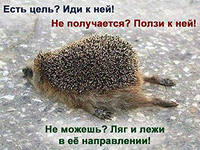 Есть цель? Иди к ней!
Не получается? Ползи к ней!
Не можешь? Ляг и лежи
в её направлении!